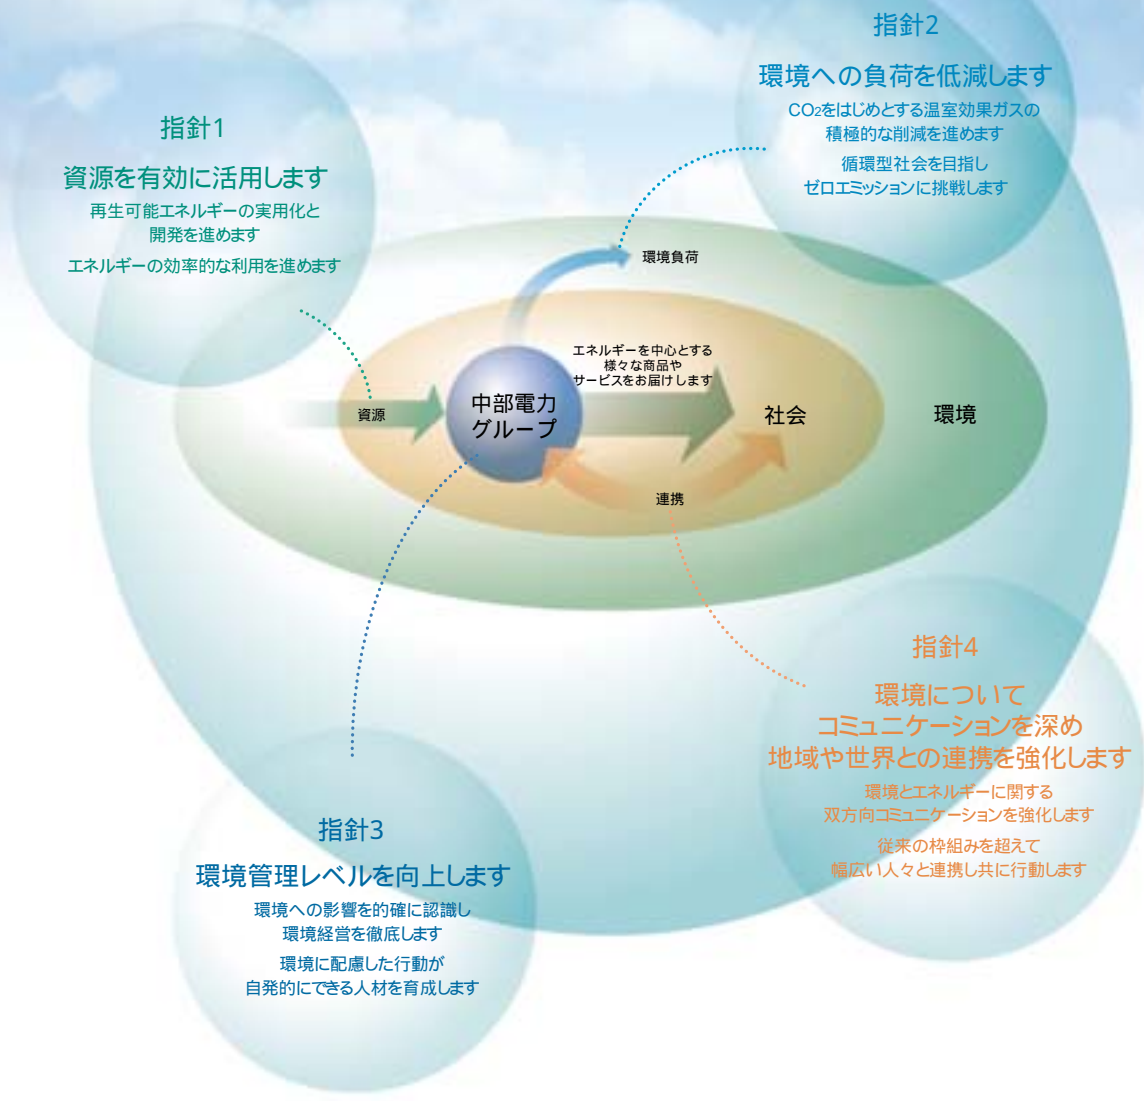 指針1
資源を有効に活用します
再生可能エネルギーの実用化と
開発を進めます
エネルギーの効率的な利用を進めます
指針2
環境への負荷を低減します
CO2をはじめとする温室効果ガスの
積極的な削減を進めます
循環型社会を目指し
ゼロエミッションに挑戦します
環境負荷
エネルギーを中心とする
様々な商品や
サービスをお届けします
資源
中部電力
グループ
社会
環境
連携
指針3
環境管理レベルを向上します
環境への影響を的確に認識し
環境経営を徹底します
環境に配慮した行動が
自発的にできる人材を育成します
指針4
環境について
コミュニケーションを深め
地域や世界との連携を強化します
環境とエネルギーに関する
双方向コミュニケーションを強化します
従来の枠組みを超えて
幅広い人々と連携し共に行動します